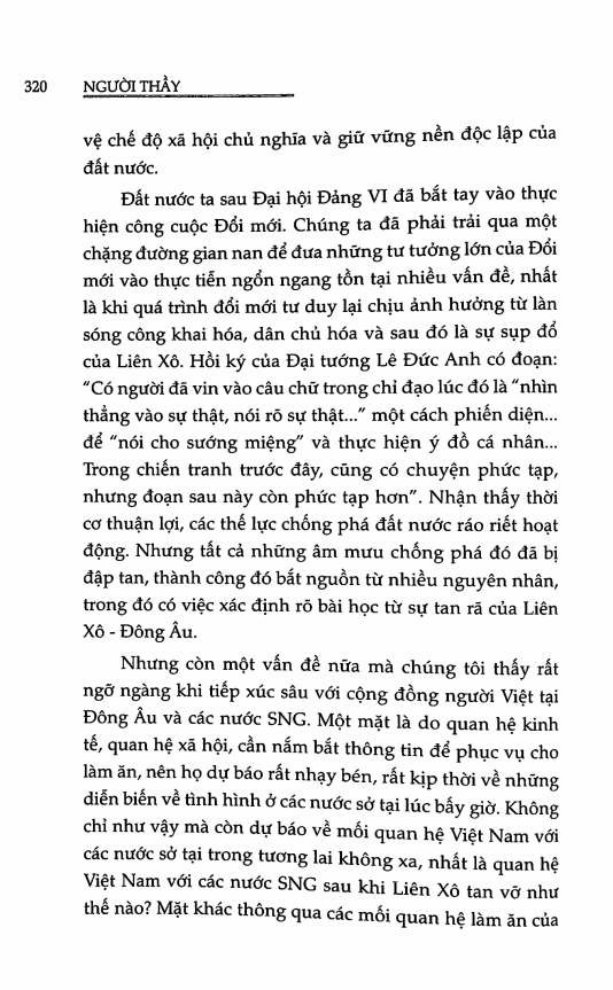 320 NGƯỜI THẦY
vệ chế độ xã hội chủ nghĩa và giữ vững nền độc lập của
đất nước.
Đất nước ta sau Đại hội Đảng VI đã bắt tay vào thực
hiện công cuộc Đổi mới. Chúng ta đã phải trải qua một
chặng đường gian nan để đưa những tư tưởng lớn của Đổi
mới vào thực tiễn ngổn ngang tồn tại nhiều vấn đề, nhất
là khi quá trình đổi mới tư duy lại chịu ảnh hưởng từ làn
sóng công khai hóa, dân chủ hóa và sau đó là sự sụp đổ
của Liên Xô. Hồi ký của Đại tướng Lê Đức Anh có đoạn:
"Có người đã vin vào câu chữ trong chỉ đạo lúc đó là "nhìn
thẳng vào sự thật, nói rõ sự thật..." một cách phiến diện...
để "nói cho sướng miệng" và thực hiện ý đồ cá nhân...
Trong chiến tranh trước đây, cũng có chuyện phức tạp,
nhưng đoạn sau này còn phức tạp hơn". Nhận thấy thời
cơ thuận lợi, các thế lực chống phá đất nước ráo riết hoạt
động. Nhưng tất cả những âm mưu chống phá đó đã bị
đập tan, thành công đó bắt nguồn từ nhiều nguyên nhân,
trong đó có việc xác định rõ bài học từ sự tan rã của Liên
Xô - Đông Âu.
Nhưng còn một vấn đề nữa mà chúng tôi thấy rất
ngỡ ngàng khi tiếp xúc sâu với cộng đồng người Việt tại
Đông Âu và các nước SNG. Một mặt là do quan hệ kinh
tế, quan hệ xã hội, cần nắm bắt thông tin để phục vụ cho
làm ăn, nên họ dự báo rất nhạy bén, rất kịp thời về những
diễn biến về tình hình ở các nước sở tại lúc bấy giờ. Không
chỉ như vậy mà còn dự báo về mối quan hệ Việt Nam với
các nước sở tại trong tương lai không xa, nhất là quan hệ
Việt Nam với các nước SNG sau khi Liên Xô tan vỡ như
thế nào? Mặt khác thông qua các mối quan hệ làm ăn của